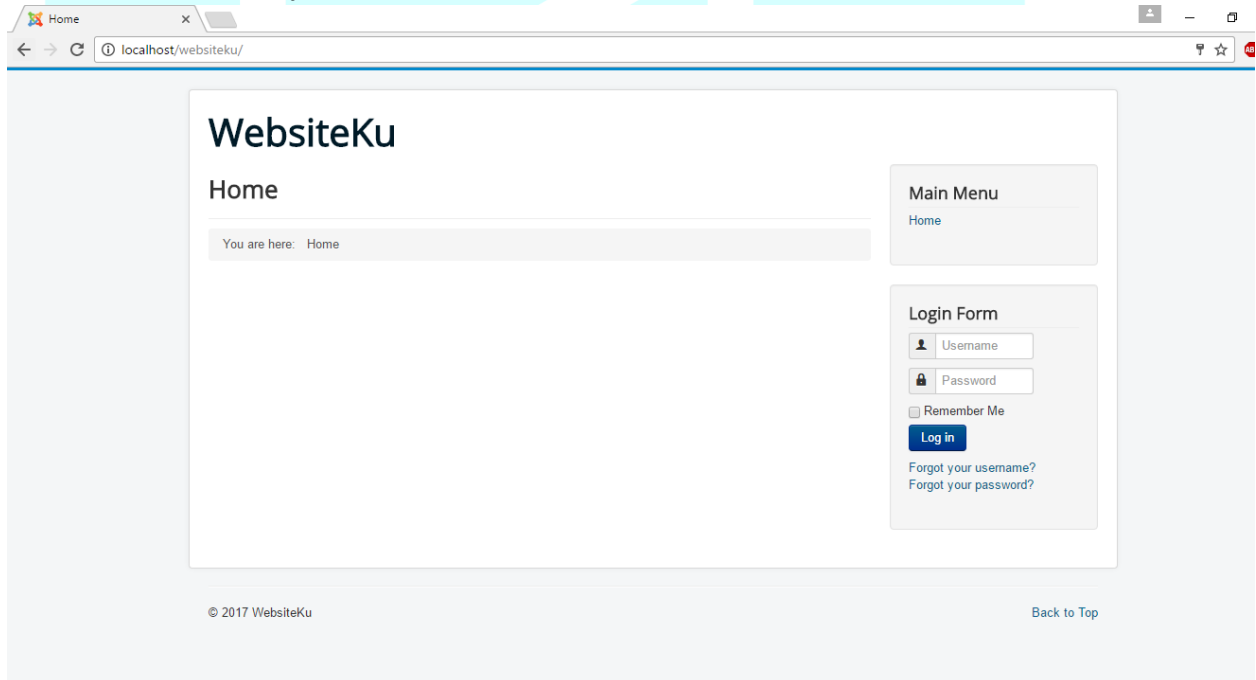 Home
localhost/websiteku/
AB
WebsiteKu
Home
You are here: Home
Main Menu
Home
Login Form
Username
Password
Remember Me
Log in
Forgot your username?
Forgot your password?
© 2017 WebsiteKu
Back to Top